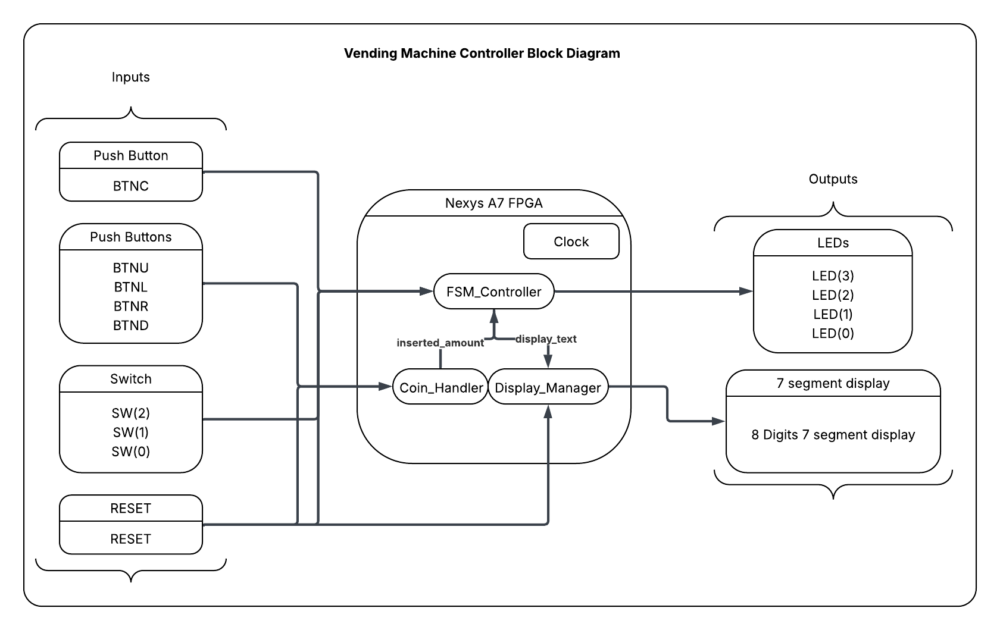 Vending Machine Controller Block Diagram
Inputs
Push Button
BTNC
Push Buttons
BTNU
BTNL
BTNR
BTND
Switch
SW(2)
SW(1)
SW(0)
RESET
RESET
Nexys A7 FPGA
Clock
FSM_Controller
inserted_amount
display_text
Coin_Handler
Display_Manager
Outputs
LEDs
LED(3)
LED(2)
LED(1)
LED(0)
7 segment display
8 Digits 7 segment display